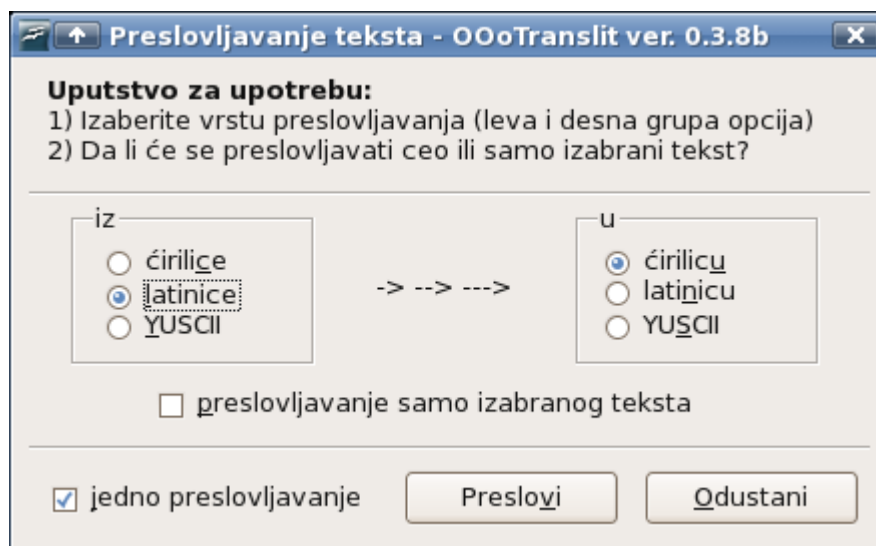 Preslovljavanje teksta - OOoTranslit ver. 0.3.8b
Uputstvo za upotrebu:
1) Izaberite vrstu preslovljavanja (leva i desna grupa opcija)
2) Da li će se preslovljavati ceo ili samo izabrani tekst?
iz
ćirilice
latinice
YUSCII
-> --> --->
u
ćirilicu
latinicu
YUSCII
preslovljavanje samo izabranog teksta
jedno preslovljavanje
Preslovi
Odustani